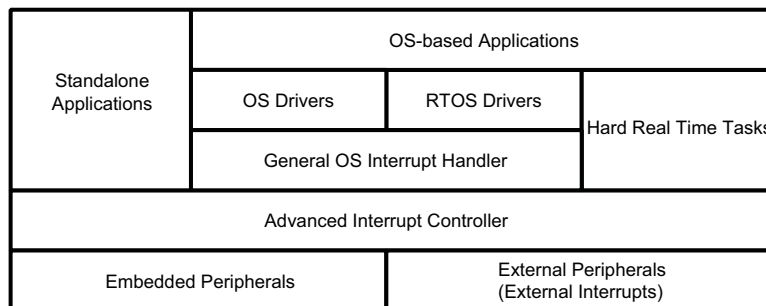 OS-based Applications
Standalone
Applications
OS Drivers
RTOS Drivers
Hard Real Time Tasks
General OS Interrupt Handler
Advanced Interrupt Controller
Embedded Peripherals
External Peripherals
(External Interrupts)